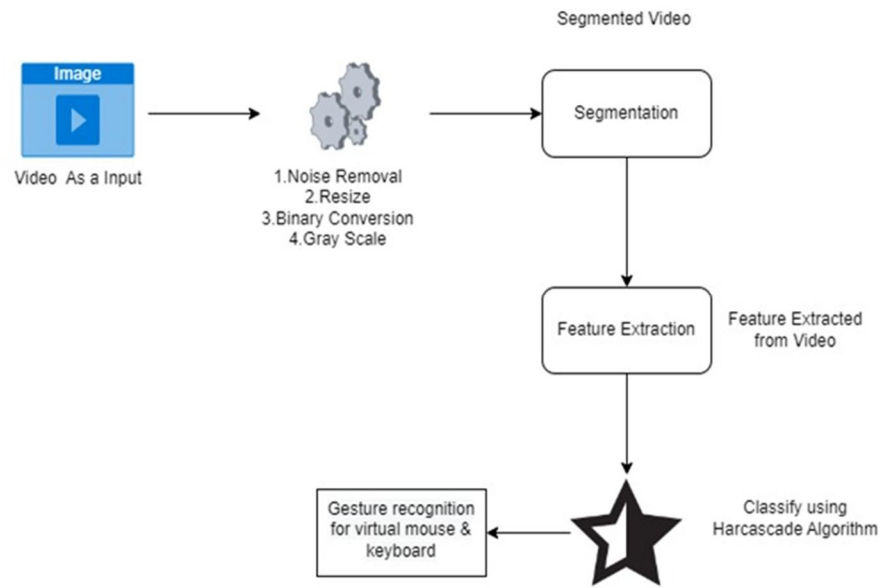 Segmented Video
Image
Video As a Input
1.Noise Removal
2.Resize
3.Binary Conversion
4.Gray Scale
Segmentation
Feature Extraction
Feature Extracted
from Video
Classify using
Harcascade Algorithm
Gesture recognition
for virtual mouse &
keyboard